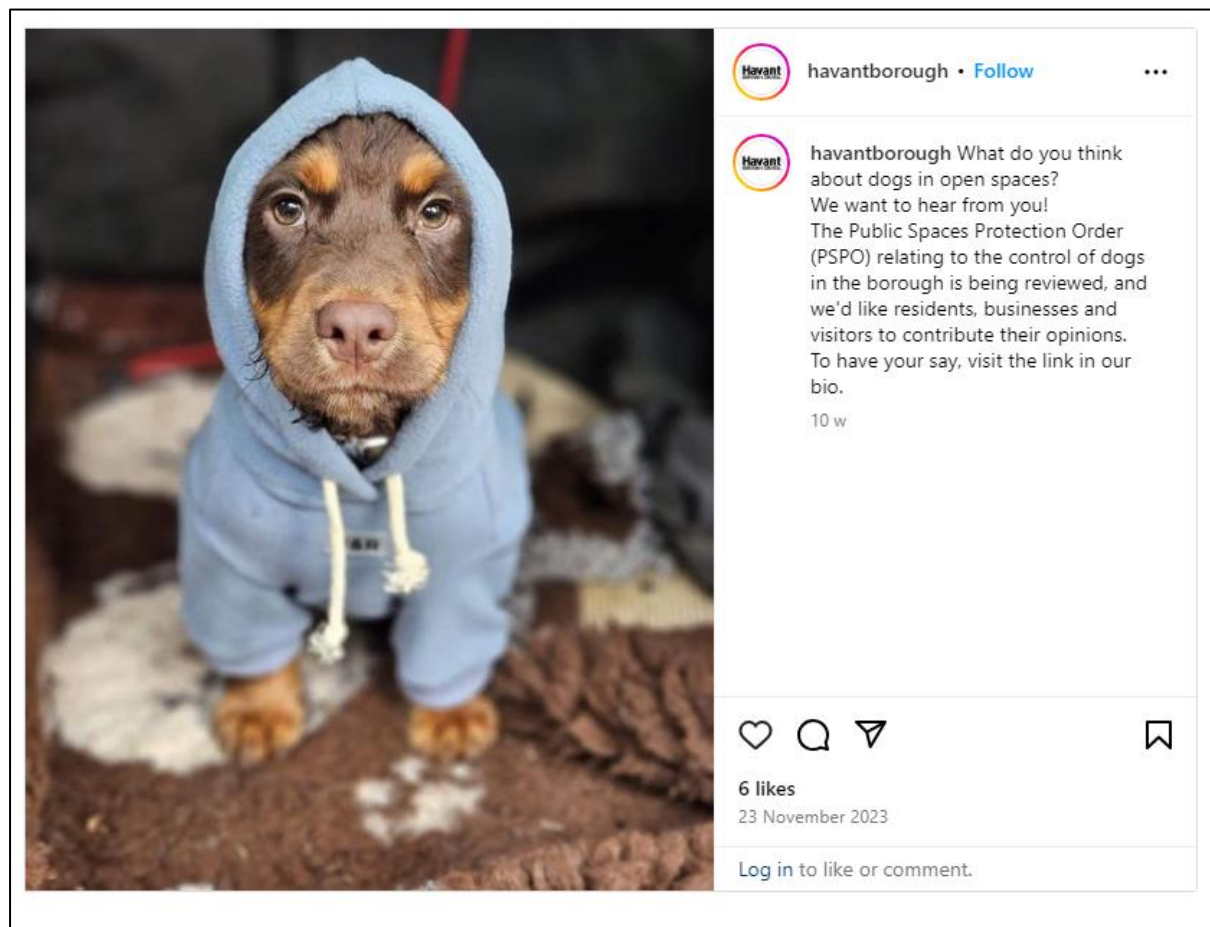 Havant
havantborough • Follow
Havant
havantborough What do you think
about dogs in open spaces?
We want to hear from you!
The Public Spaces Protection Order
(PSPO) relating to the control of dogs
in the borough is being reviewed, and
we'd like residents, businesses and
visitors to contribute their opinions.
To have your say, visit the link in our
bio.
10 w
6 likes
23 November 2023
Log in to like or comment.